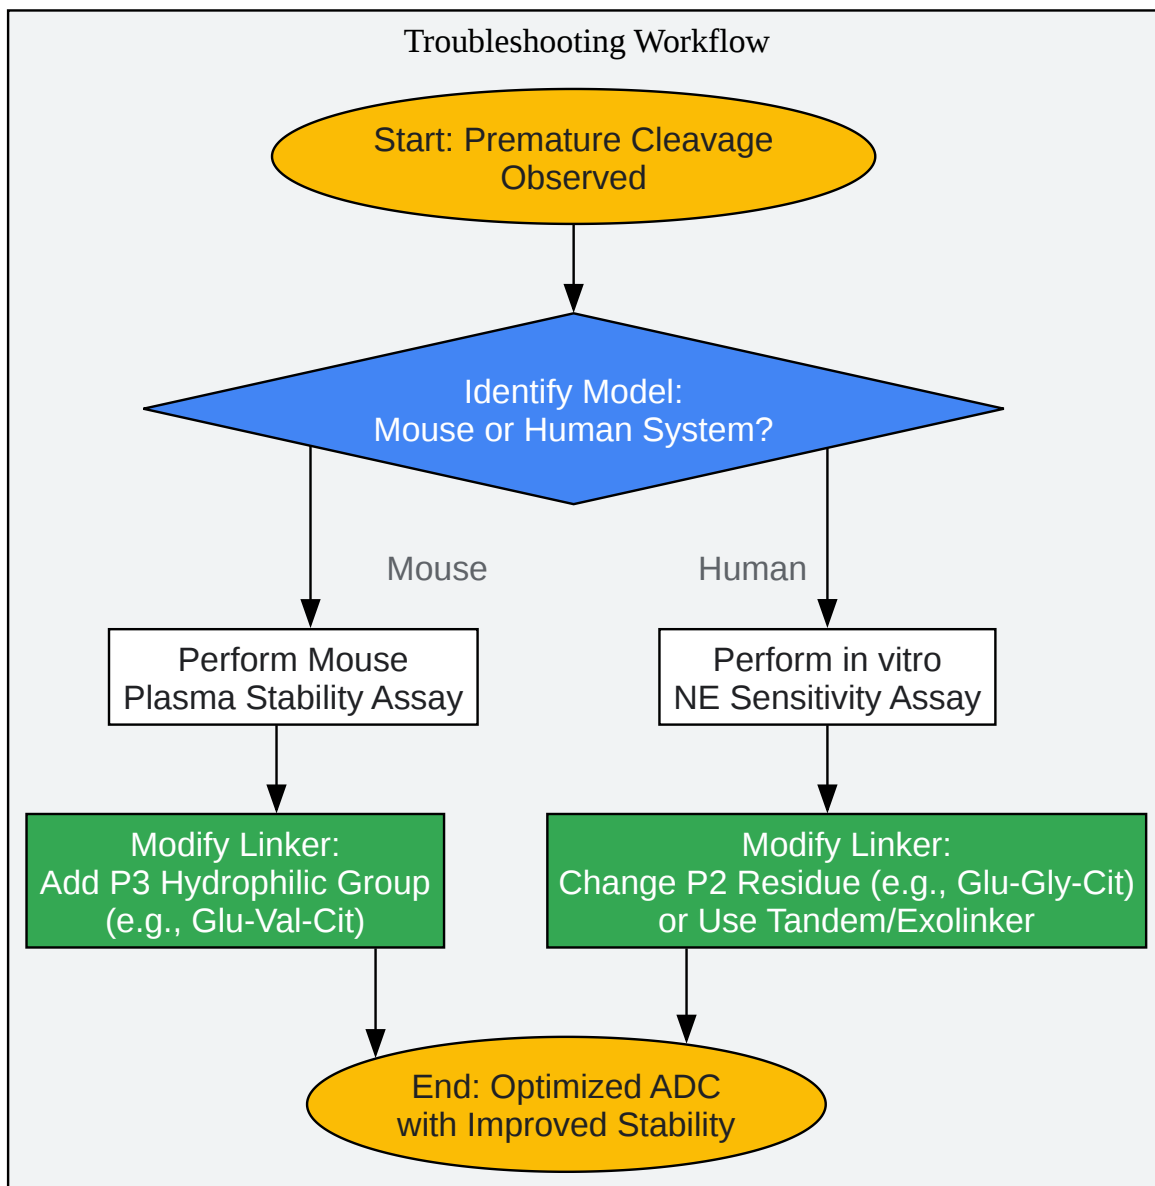 Troubleshooting Workflow
Start: Premature Cleavage
Observed
Identify Model:
Mouse or Human System?
Mouse
Human
Perform Mouse
Plasma Stability Assay
Perform in vitro
NE Sensitivity Assay
Modify Linker:
Add P3 Hydrophilic Group
(e.g., Glu-Val-Cit)
Modify Linker:
Change P2 Residue (e.g., Glu-Gly-Cit)
or Use Tandem/Exolinker
End: Optimized ADC
with Improved Stability